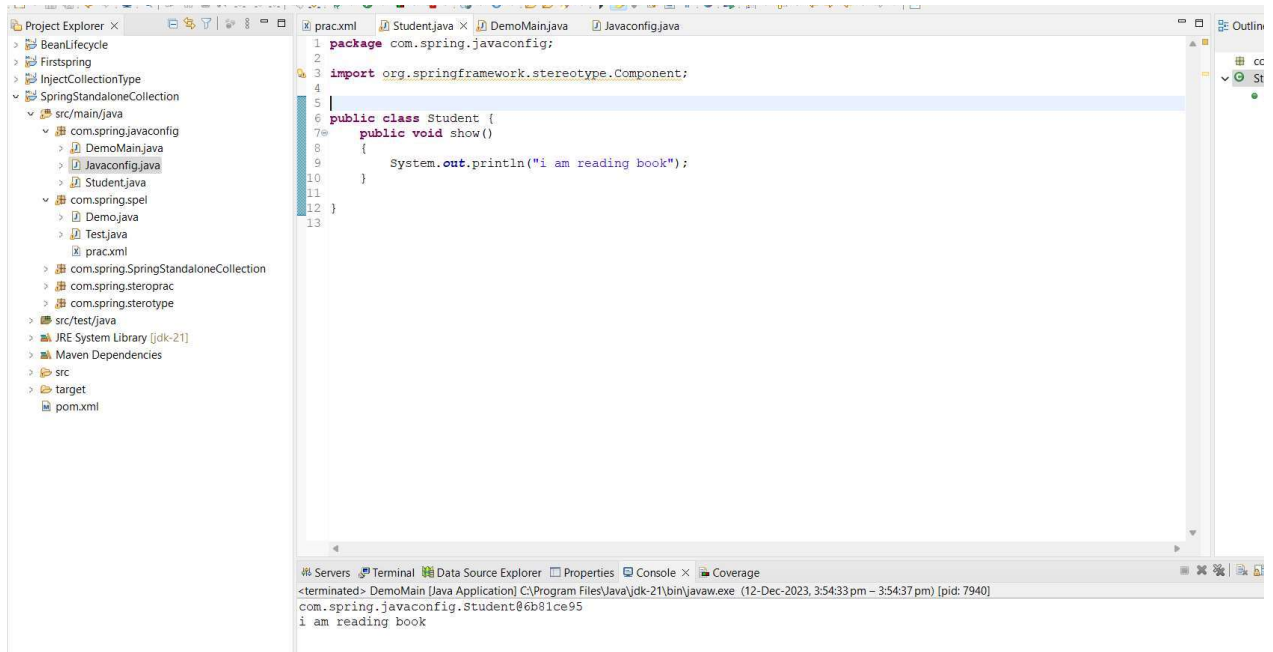 Project Explorer
BeanLifecycle
Firstspring
InjectCollectionType
SpringStandaloneCollection
src/main/java
com.spring.javaconfig
DemoMain.java
Javaconfig.java
Student.java
com.spring.spel
Demo.java
Test.java
prac.xml
com.spring.SpringStandaloneCollection
com.spring.steroprac
com.spring.sterotype
src/test/java
JRE System Library [jdk-21]
Maven Dependencies
src
target
pom.xml
prac.xml Student.java DemoMain.java Javaconfig.java
1 package com.spring.javaconfig;
2
3 import org.springframework.stereotype.Component;
4
5
6 public class Student {
7 public void show()
8 {
9 System.out.println("i am reading book");
10 }
11
12 }
13
Servers Terminal Data Source Explorer Properties Console Coverage
<terminated> DemoMain [Java Application] C:\Program Files\Java\jdk-21\bin\javaw.exe (12-Dec-2023, 3:54:33 pm – 3:54:37 pm) [pid: 7940]
com.spring.javaconfig.Student@6b81ce95
i am reading book
Outline
co
St